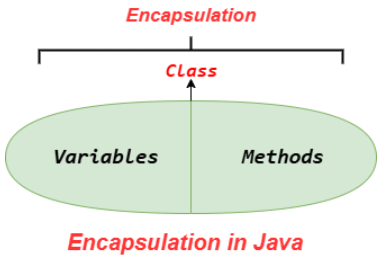 Encapsulation
Class
Variables Methods
Encapsulation in Java